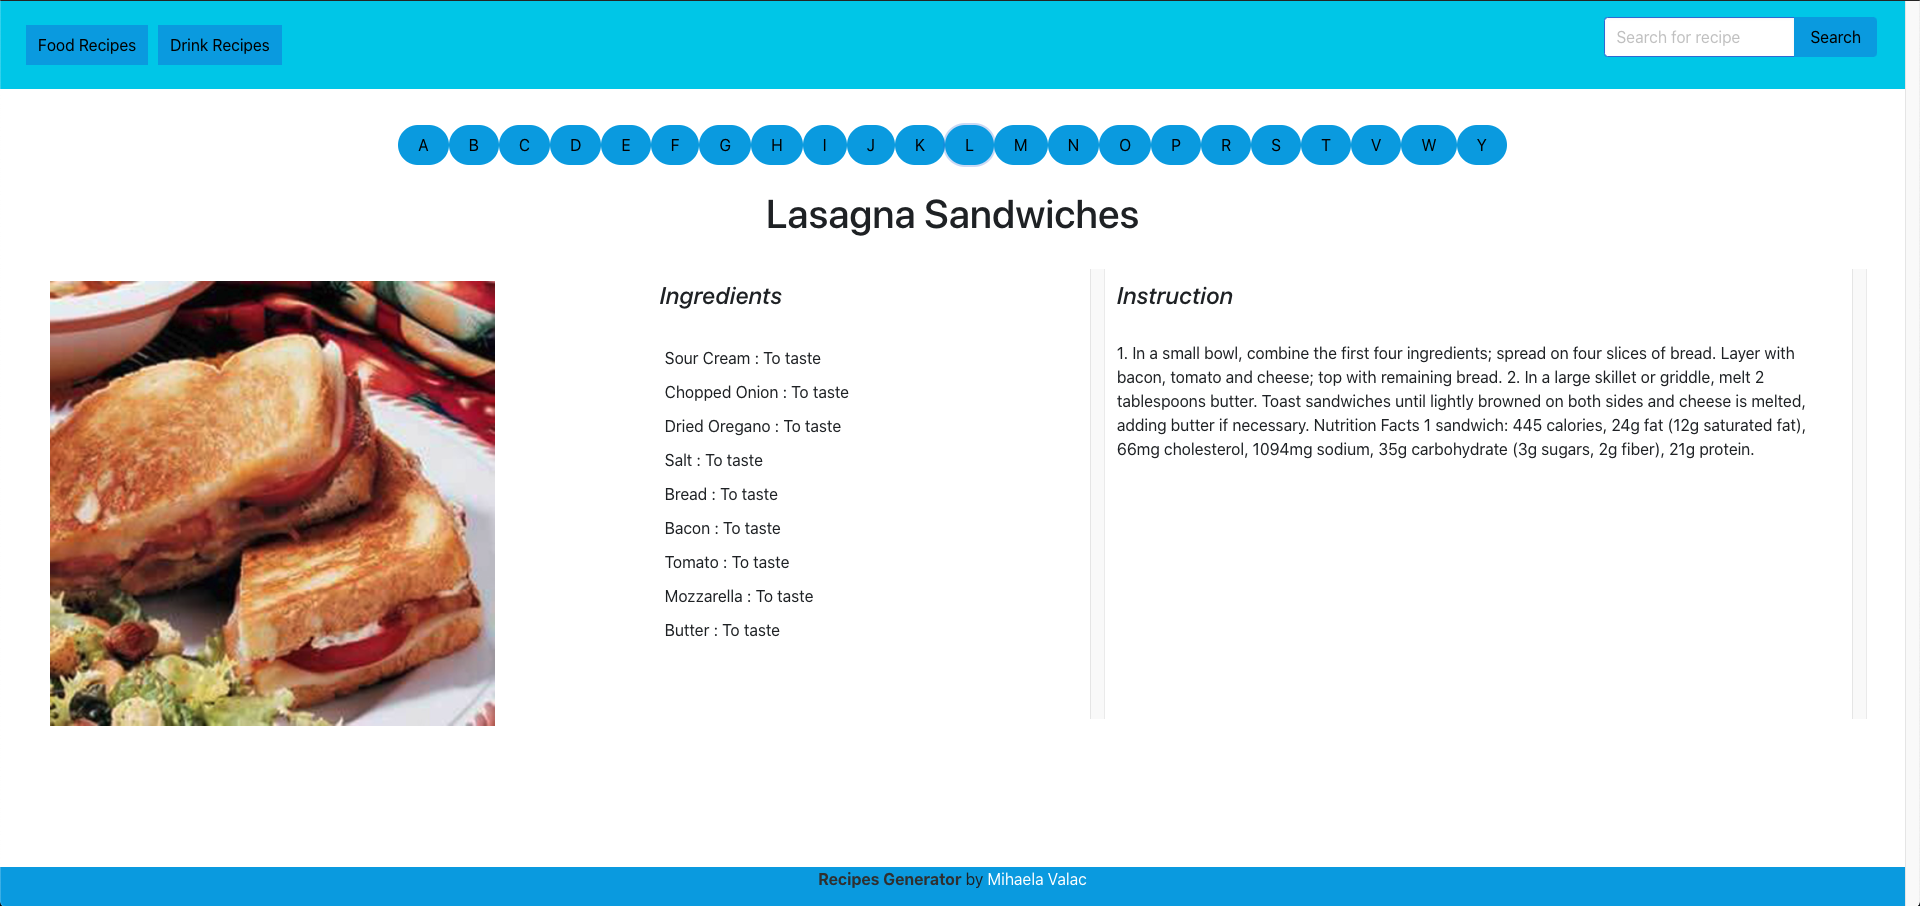 Food Recipes
Drink Recipes
Search for recipe
Search
A B C D E F G H I J K L M N O P R S T V W Y
Lasagna Sandwiches
Ingredients
Sour Cream : To taste
Chopped Onion : To taste
Dried Oregano : To taste
Salt : To taste
Bread : To taste
Bacon : To taste
Tomato : To taste
Mozzarella : To taste
Butter : To taste
Instruction
1. In a small bowl, combine the first four ingredients; spread on four slices of bread. Layer with
bacon, tomato and cheese; top with remaining bread. 2. In a large skillet or griddle, melt 2
tablespoons butter. Toast sandwiches until lightly browned on both sides and cheese is melted,
adding butter if necessary. Nutrition Facts 1 sandwich: 445 calories, 24g fat (12g saturated fat),
66mg cholesterol, 1094mg sodium, 35g carbohydrate (3g sugars, 2g fiber), 21g protein.
Recipes Generator by Mihaela Valac